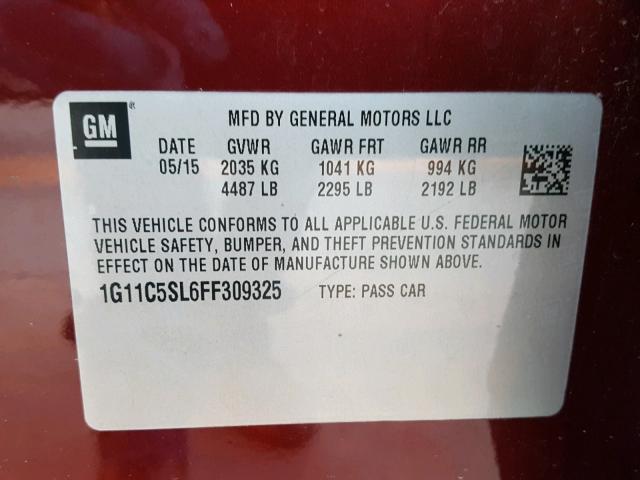 GM
MFD BY GENERAL MOTORS LLC
DATE GVWR GAWR FRT GAWR RR
05/15 2035 KG 1041 KG 994 KG
4487 LB 2295 LB 2192 LB
THIS VEHICLE CONFORMS TO ALL APPLICABLE U.S. FEDERAL MOTOR
VEHICLE SAFETY, BUMPER, AND THEFT PREVENTION STANDARDS IN
EFFECT ON THE DATE OF MANUFACTURE SHOWN ABOVE.
1G11C5SL6FF309325 TYPE: PASS CAR